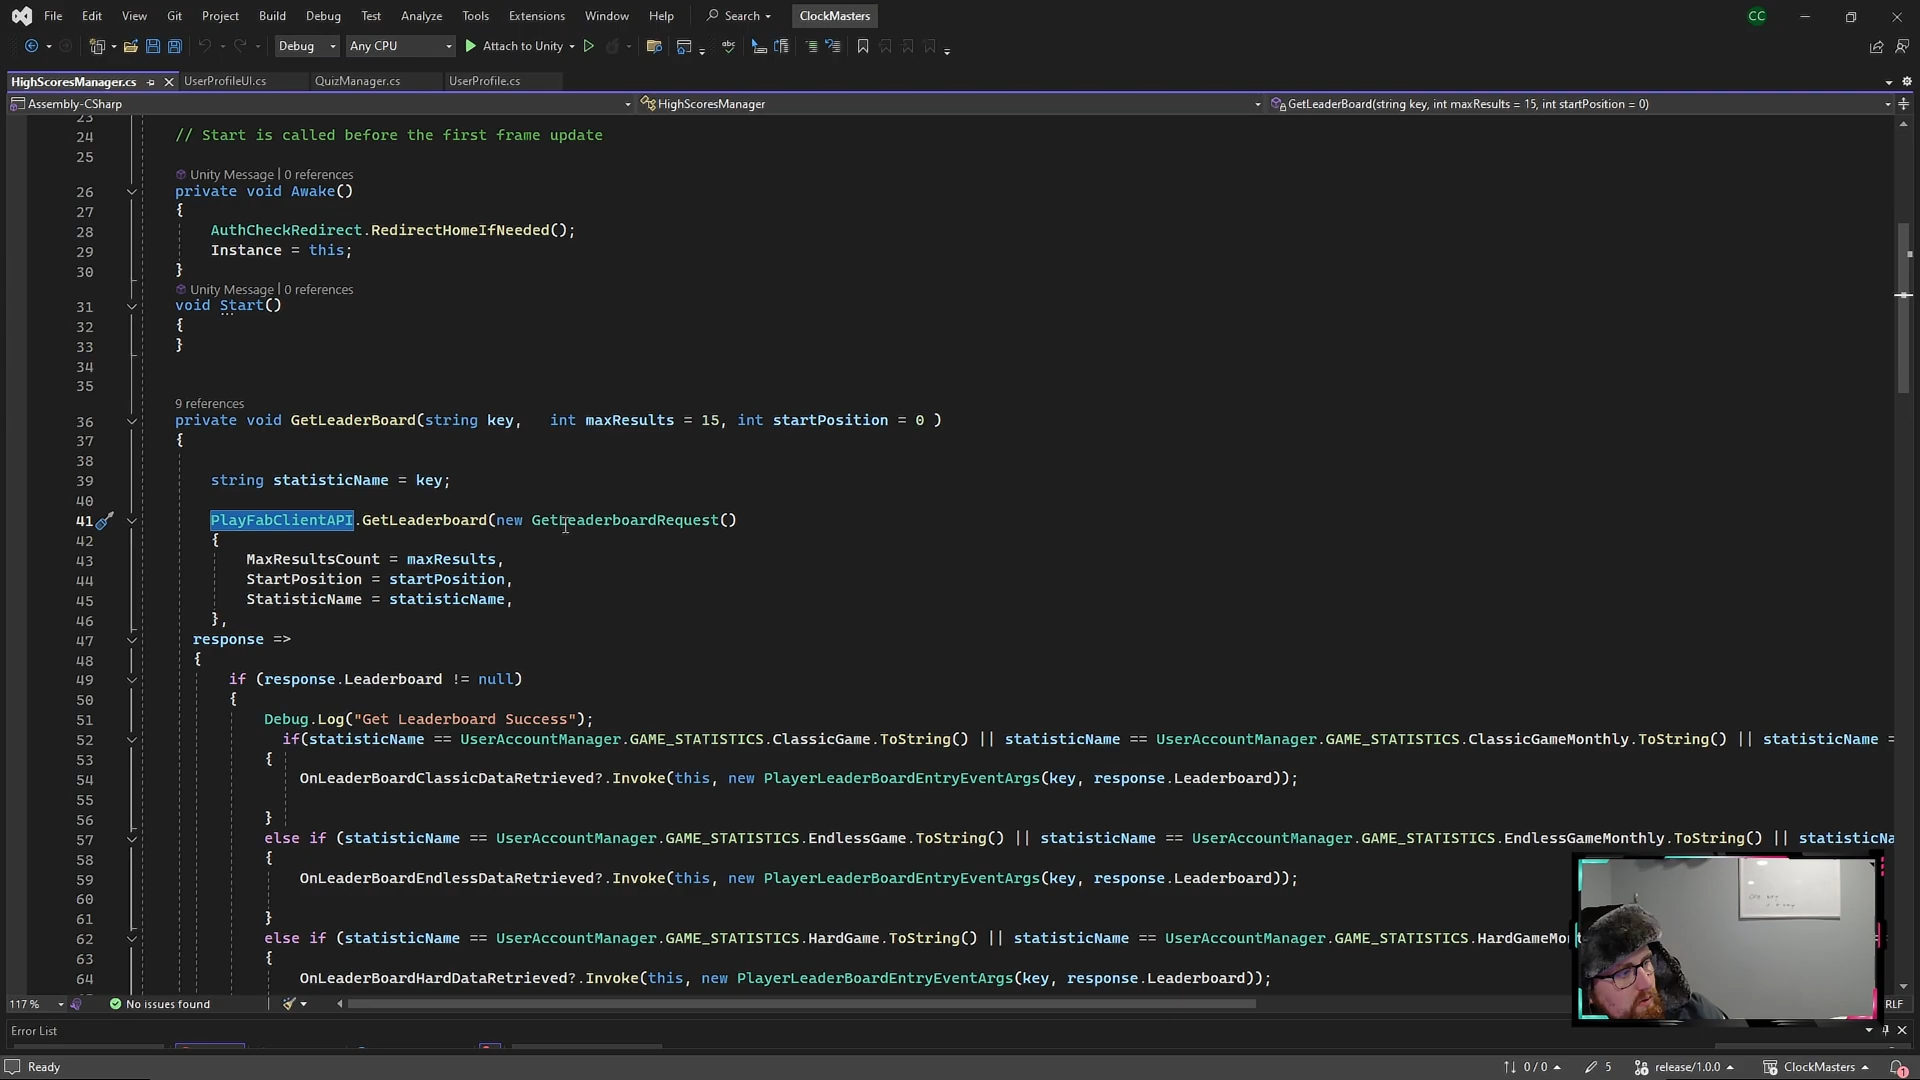 File Edit View Git Project Build Debug Test Analyze Tools Extensions Window Help Search ClockMasters CC
Debug Any CPU Attach to Unity
HighScoresManager.cs UserProfileUI.cs QuizManager.cs UserProfile.cs
Assembly-CSharp HighScoresManager GetLeaderBoard(string key, int maxResults = 15, int startPosition = 0)
23
24 // Start is called before the first frame update
25
Unity Message | 0 references
26 private void Awake()
27 {
28 AuthCheckRedirect.RedirectHomeIfNeeded();
29 Instance = this;
30 }
Unity Message | 0 references
31 void Start()
32 {
33 }
34
35
9 references
36 private void GetLeaderBoard(string key, int maxResults = 15, int startPosition = 0 )
37 {
38
39 string statisticName = key;
40
41 PlayFabClientAPI.GetLeaderboard(new GetLeaderboardRequest()
42 {
43 MaxResultsCount = maxResults,
44 StartPosition = startPosition,
45 StatisticName = statisticName,
46 },
47 response =>
48 {
49 if (response.Leaderboard != null)
50 {
51 Debug.Log("Get Leaderboard Success");
52 if(statisticName == UserAccountManager.GAME_STATISTICS.ClassicGame.ToString() || statisticName == UserAccountManager.GAME_STATISTICS.ClassicGameMonthly.ToString() || statisticName =
53 {
54 OnLeaderBoardClassicDataRetrieved?.Invoke(this, new PlayerLeaderBoardEntryEventArgs(key, response.Leaderboard));
55
56 }
57 else if (statisticName == UserAccountManager.GAME_STATISTICS.EndlessGame.ToString() || statisticName == UserAccountManager.GAME_STATISTICS.EndlessGameMonthly.ToString() || statisticNa
58 {
59 OnLeaderBoardEndlessDataRetrieved?.Invoke(this, new PlayerLeaderBoardEntryEventArgs(key, response.Leaderboard));
60
61 }
62 else if (statisticName == UserAccountManager.GAME_STATISTICS.HardGame.ToString() || statisticName == UserAccountManager.GAME_STATISTICS.HardGameMon
63 {
64 OnLeaderBoardHardDataRetrieved?.Invoke(this, new PlayerLeaderBoardEntryEventArgs(key, response.Leaderboard));
117 % No issues found RLF
Error List
Ready 0 / 0 5 release/1.0.0 ClockMasters 1